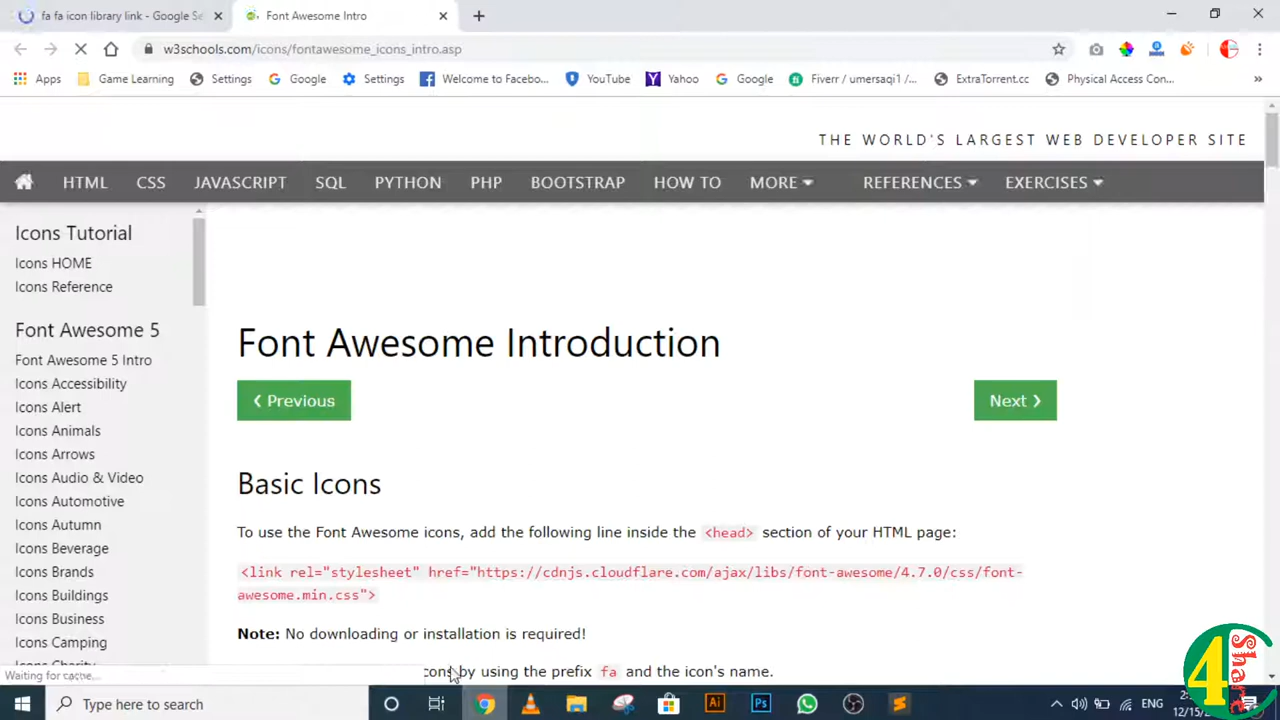 fa fa icon library link - Google Se
Font Awesome Intro
w3schools.com/icons/fontawesome_icons_intro.asp
Apps
Game Learning
Settings
Google
Settings
Welcome to Facebo...
YouTube
Yahoo
Google
Fiverr / umersaqi1 /...
ExtraTorrent.cc
Physical Access Con...
»
THE WORLD'S LARGEST WEB DEVELOPER SITE
HTML CSS JAVASCRIPT SQL PYTHON PHP BOOTSTRAP HOW TO MORE REFERENCES EXERCISES
Icons Tutorial
Icons HOME
Icons Reference
Font Awesome 5
Font Awesome 5 Intro
Icons Accessibility
Icons Alert
Icons Animals
Icons Arrows
Icons Audio & Video
Icons Automotive
Icons Autumn
Icons Beverage
Icons Brands
Icons Buildings
Icons Business
Icons Camping
Icons Charity
Font Awesome Introduction
❮ Previous
Next ❯
Basic Icons
To use the Font Awesome icons, add the following line inside the <head> section of your HTML page:
<link rel="stylesheet" href="https://cdnjs.cloudflare.com/ajax/libs/font-awesome/4.7.0/css/font-
awesome.min.css">
Note: No downloading or installation is required!
by using the prefix fa and the icon's name.
Waiting for cache...
Type here to search
Ai
Ps
ENG
4 Share